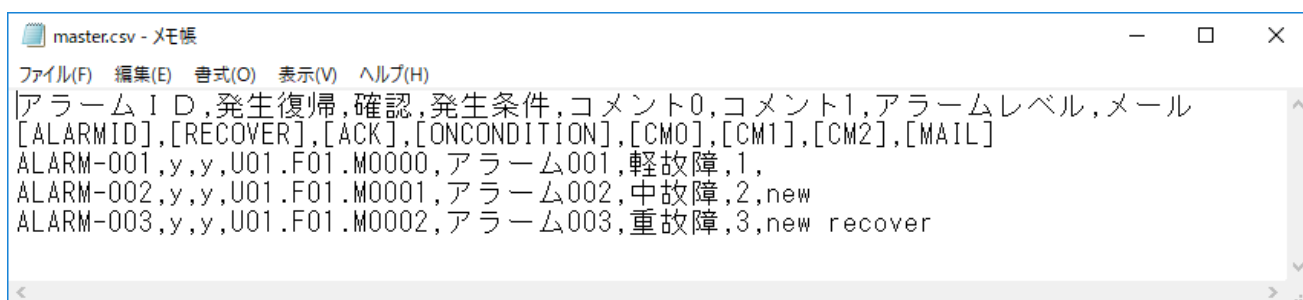 master.csv - メモ帳
ファイル(F) 編集(E) 書式(O) 表示(V) ヘルプ(H)
アラームＩＤ,発生復帰,確認,発生条件,コメント0,コメント1,アラームレベル,メール
[ALARMID],[RECOVER],[ACK],[ONCONDITION],[CM0],[CM1],[CM2],[MAIL]
ALARM-001,y,y,U01.F01.M0000,アラーム001,軽故障,1,
ALARM-002,y,y,U01.F01.M0001,アラーム002,中故障,2,new
ALARM-003,y,y,U01.F01.M0002,アラーム003,重故障,3,new recover